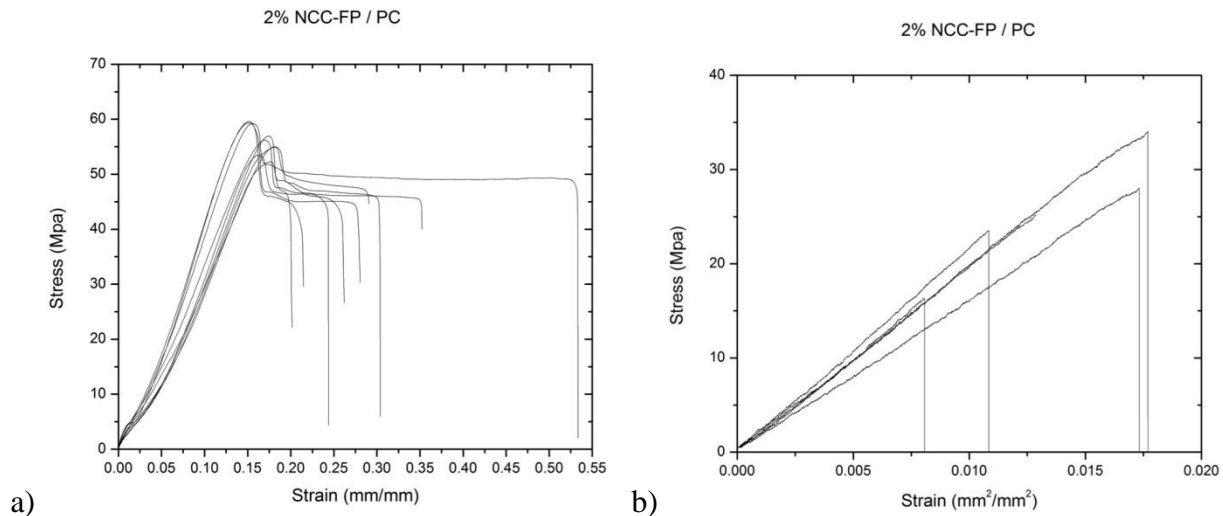 2% NCC-FP / PC
70
60
50
40
30
20
10
0
Stress (Mpa)
0.00 0.05 0.10 0.15 0.20 0.25 0.30 0.35 0.40 0.45 0.50 0.55
Strain (mm/mm)
a)
2% NCC-FP / PC
40
30
20
10
0
Stress (Mpa)
0.000 0.005 0.010 0.015 0.020
Strain (mm²/mm²)
b)